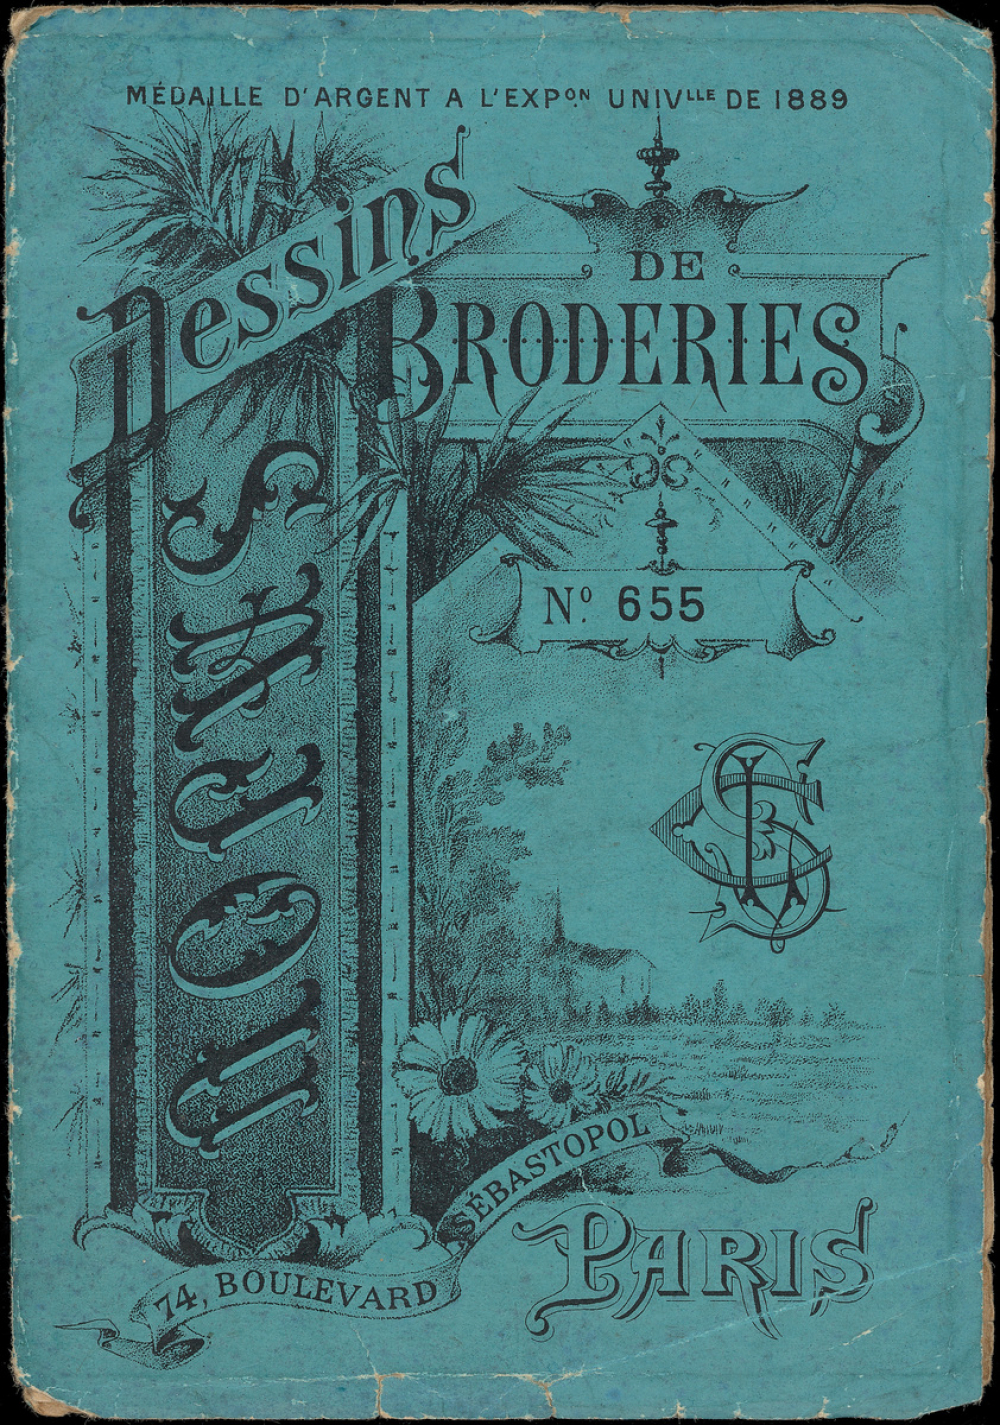 MÉDAILLE D'ARGENT A L'EXPON UNIVLLE DE 1889
Dessins
DE
BRODERIES
SAJOU
No 655
74, BOULEVARD SÉBASTOPOL
PARIS